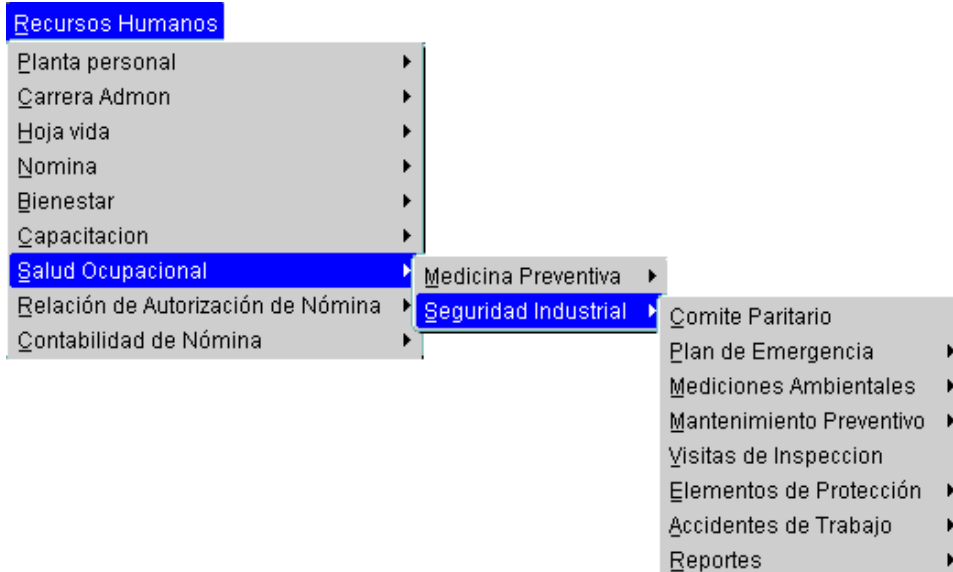 Recursos Humanos
Planta personal
Carrera Admon
Hoja vida
Nomina
Bienestar
Capacitacion
Salud Ocupacional
Relación de Autorización de Nómina
Contabilidad de Nómina
Medicina Preventiva
Seguridad Industrial
Comite Paritario
Plan de Emergencia
Mediciones Ambientales
Mantenimiento Preventivo
Visitas de Inspeccion
Elementos de Protección
Accidentes de Trabajo
Reportes